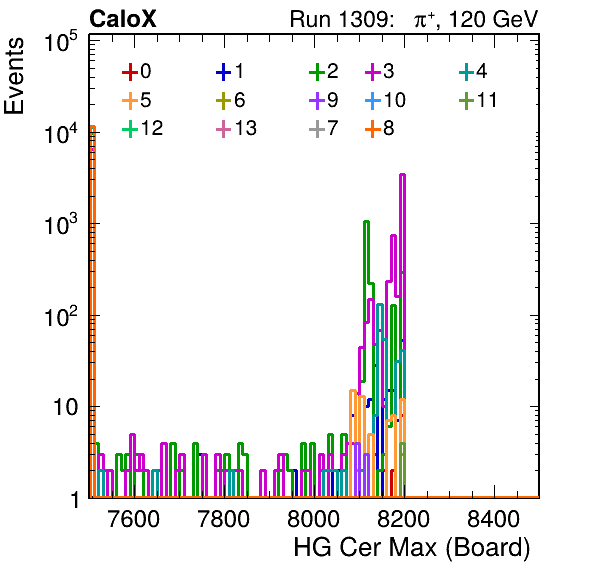 CaloX Run 1309: π⁺, 120 GeV
Events
10⁵
10⁴
10³
10²
10
1
0 1 2 3 4
5 6 9 10 11
12 13 7 8
7600 7800 8000 8200 8400
HG Cer Max (Board)